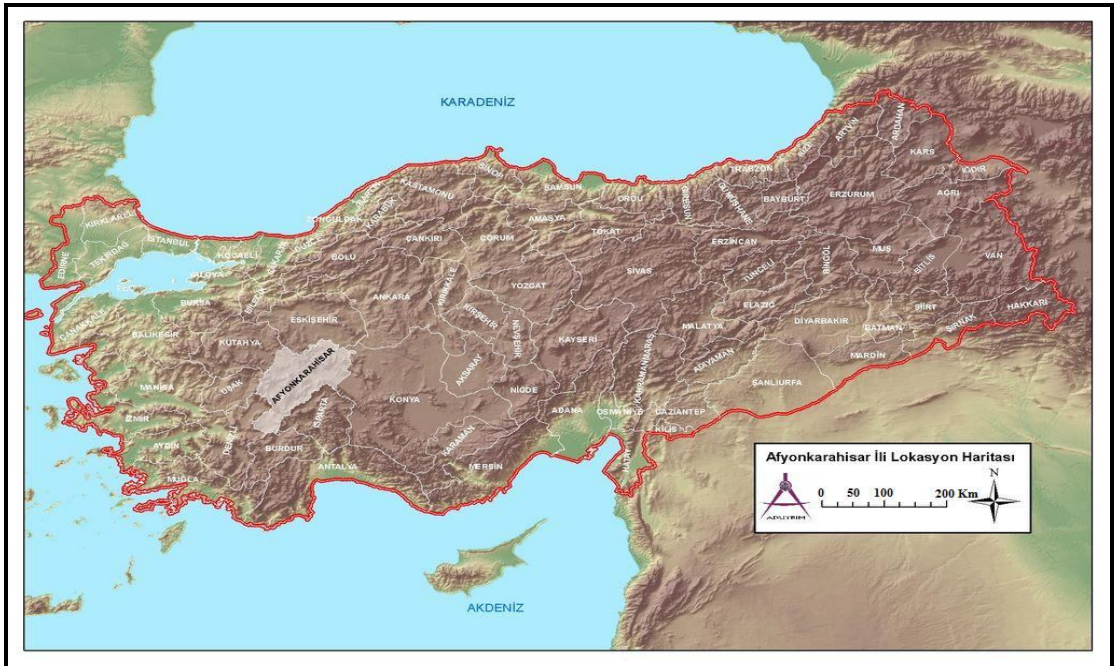 KARADENİZ
ARDAHAN
ARTVİN
RİZE
KARS
IĞDIR
TRABZON
SİNOP
KASTAMONU
SAMSUN
ORDU
GİRESUN
GÜMÜŞHANE
BAYBURT
ERZURUM
AĞRI
ZONGULDAK
KARABÜK
AMASYA
TOKAT
KIRKLARELİ
TEKİRDAĞ
EDİRNE
İSTANBUL
KOCAELİ
YALOVA
DÜZCE
BOLU
ÇANKIRI
ÇORUM
ERZİNCAN
MUŞ
BİNGÖL
TUNCELİ
BİTLİS
VAN
SİVAS
YOZGAT
KIRIKKALE
ANKARA
BURSA
BİLECİK
ÇANAKKALE
BALIKESİR
ESKİŞEHİR
KÜTAHYA
KIRŞEHİR
NEVŞEHİR
KAYSERİ
MALATYA
ELAZIĞ
DİYARBAKIR
BATMAN
SİİRT
ŞIRNAK
HAKKARİ
MARDİN
ADIYAMAN
ŞANLIURFA
KAHRAMANMARAŞ
AFYONKARAHİSAR
UŞAK
MANİSA
İZMİR
AYDIN
DENİZLİ
MUĞLA
BURDUR
ISPARTA
ANTALYA
KONYA
AKSARAY
NİĞDE
KARAMAN
MERSİN
ADANA
OSMANİYE
GAZİANTEP
KİLİS
HATAY
AKDENİZ
Afyonkarahisar İli Lokasyon Haritası
N
0 50 100 200 Km